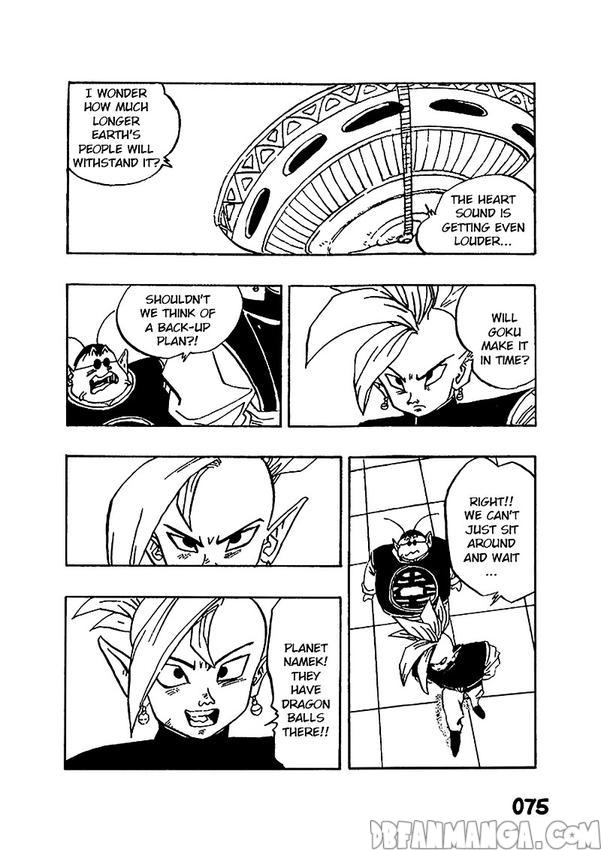 I WONDER
HOW MUCH
LONGER
EARTH'S
PEOPLE WILL
WITHSTAND IT?
THE HEART
SOUND IS
GETTING EVEN
LOUDER...
SHOULDN'T
WE THINK OF
A BACK-UP
PLAN?!
WILL
GOKU
MAKE IT
IN TIME?
RIGHT!!
WE CAN'T
JUST SIT
AROUND
AND WAIT
...
PLANET
NAMEK!
THEY
HAVE
DRAGON
BALLS
THERE!!
075
DBFANMANGA.COM